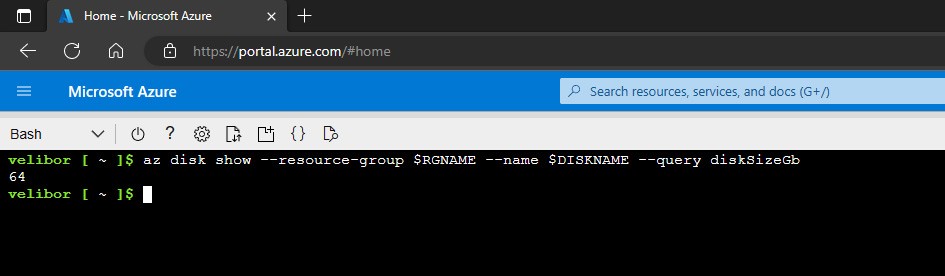 Home - Microsoft Azure
https://portal.azure.com/#home
Microsoft Azure
Search resources, services, and docs (G+/)
Bash
velibor [ ~ ]$ az disk show --resource-group $RGNAME --name $DISKNAME --query diskSizeGb
64
velibor [ ~ ]$